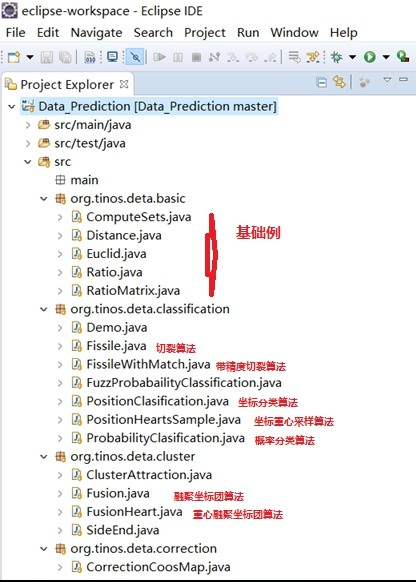 eclipse-workspace - Eclipse IDE
File Edit Navigate Search Project Run Window Help
Project Explorer
Data_Prediction [Data_Prediction master]
src/main/java
src/test/java
src
main
org.tinos.deta.basic
ComputeSets.java
Distance.java 基础例
Euclid.java
Ratio.java
RatioMatrix.java
org.tinos.deta.classification
Demo.java
Fissile.java 切裂算法
FissileWithMatch.java 带精度切裂算法
FuzzProbabailityClassification.java
PositionClasification.java 坐标分类算法
PositionHeartsSample.java 坐标重心采样算法
ProbabilityClasification.java 概率分类算法
org.tinos.deta.cluster
ClusterAttraction.java
Fusion.java 融聚坐标团算法
FusionHeart.java 重心融聚坐标团算法
SideEnd.java
org.tinos.deta.correction
CorrectionCoosMap.java